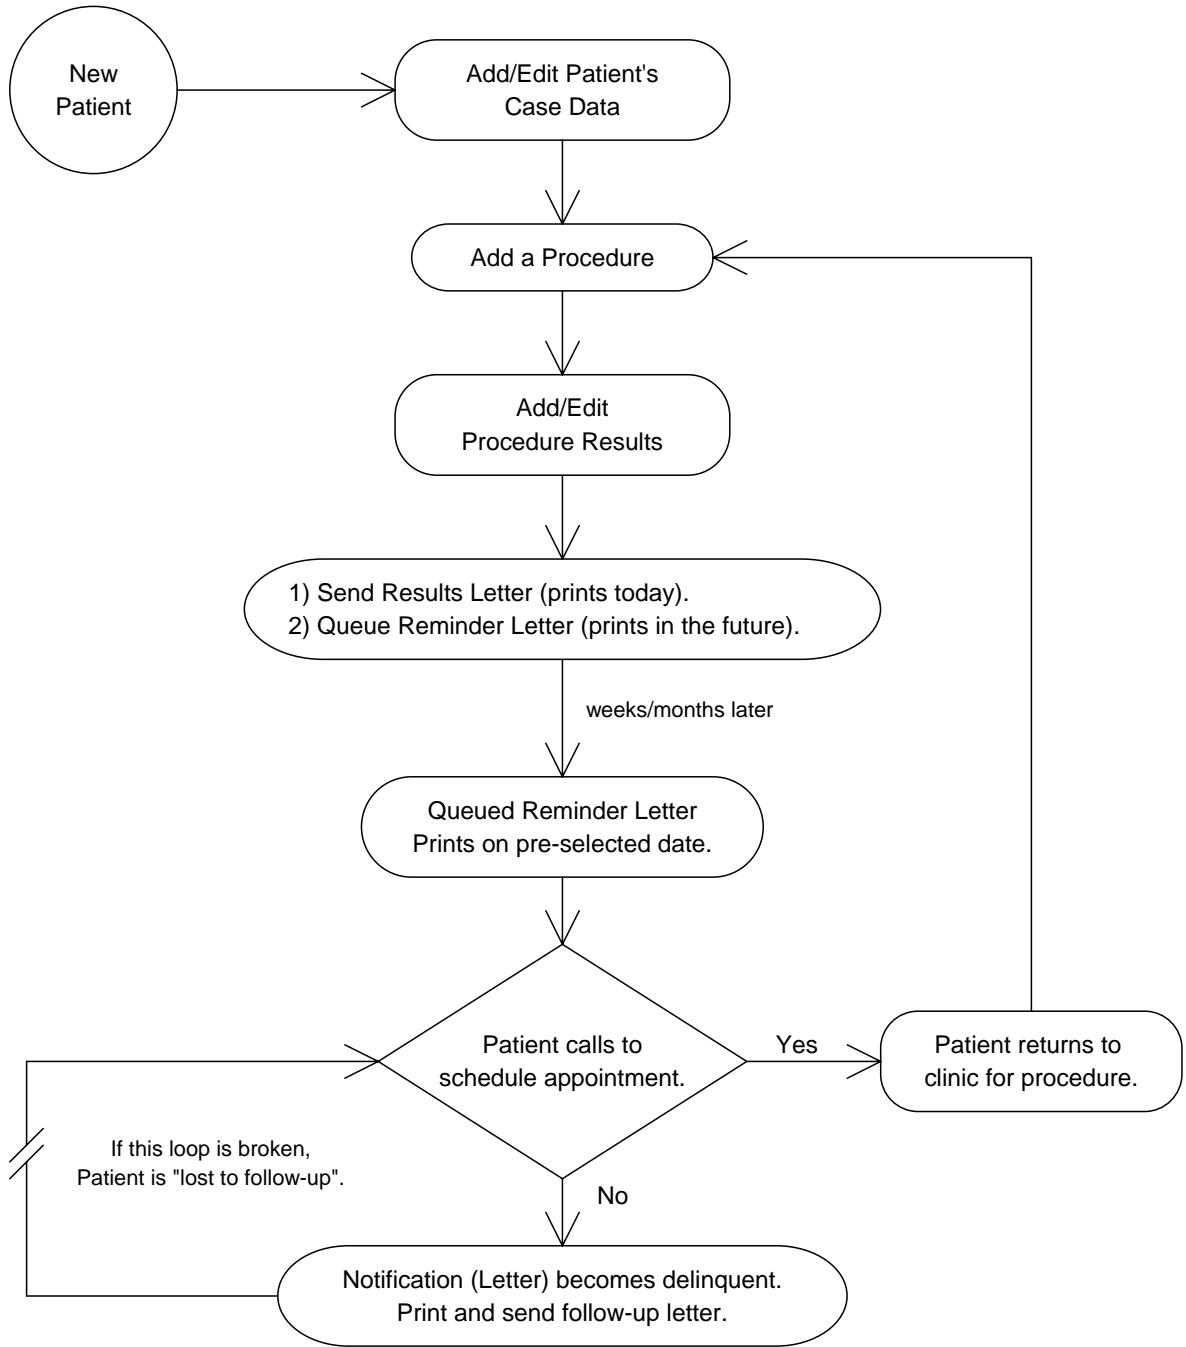 New
Patient
Add/Edit Patient's
Case Data
Add a Procedure
Add/Edit
Procedure Results
1) Send Results Letter (prints today).
2) Queue Reminder Letter (prints in the future).
weeks/months later
Queued Reminder Letter
Prints on pre-selected date.
Patient calls to
schedule appointment.
Yes
Patient returns to
clinic for procedure.
If this loop is broken,
Patient is "lost to follow-up".
No
Notification (Letter) becomes delinquent.
Print and send follow-up letter.